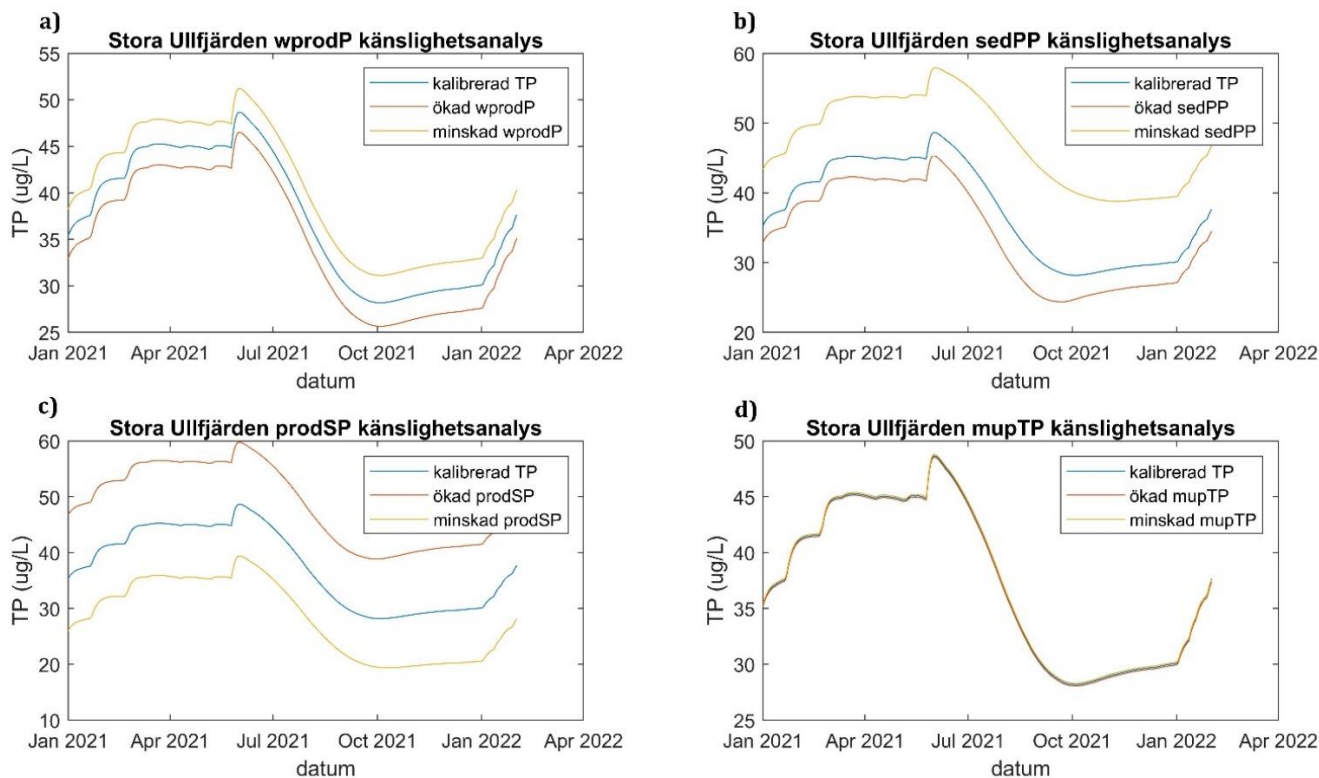 a)
Stora Ullfjärden wprodP känslighetsanalys
55
50
45
40
35
30
25
TP (ug/L)
kalibrerad TP
ökad wprodP
minskad wprodP
Jan 2021 Apr 2021 Jul 2021 Oct 2021 Jan 2022 Apr 2022
datum
b)
Stora Ullfjärden sedPP känslighetsanalys
60
50
40
30
20
TP (ug/L)
kalibrerad TP
ökad sedPP
minskad sedPP
Jan 2021 Apr 2021 Jul 2021 Oct 2021 Jan 2022 Apr 2022
datum
c)
Stora Ullfjärden prodSP känslighetsanalys
60
50
40
30
20
10
TP (ug/L)
kalibrerad TP
ökad prodSP
minskad prodSP
Jan 2021 Apr 2021 Jul 2021 Oct 2021 Jan 2022 Apr 2022
datum
d)
Stora Ullfjärden mupTP känslighetsanalys
50
45
40
35
30
25
TP (ug/L)
kalibrerad TP
ökad mupTP
minskad mupTP
Jan 2021 Apr 2021 Jul 2021 Oct 2021 Jan 2022 Apr 2022
datum